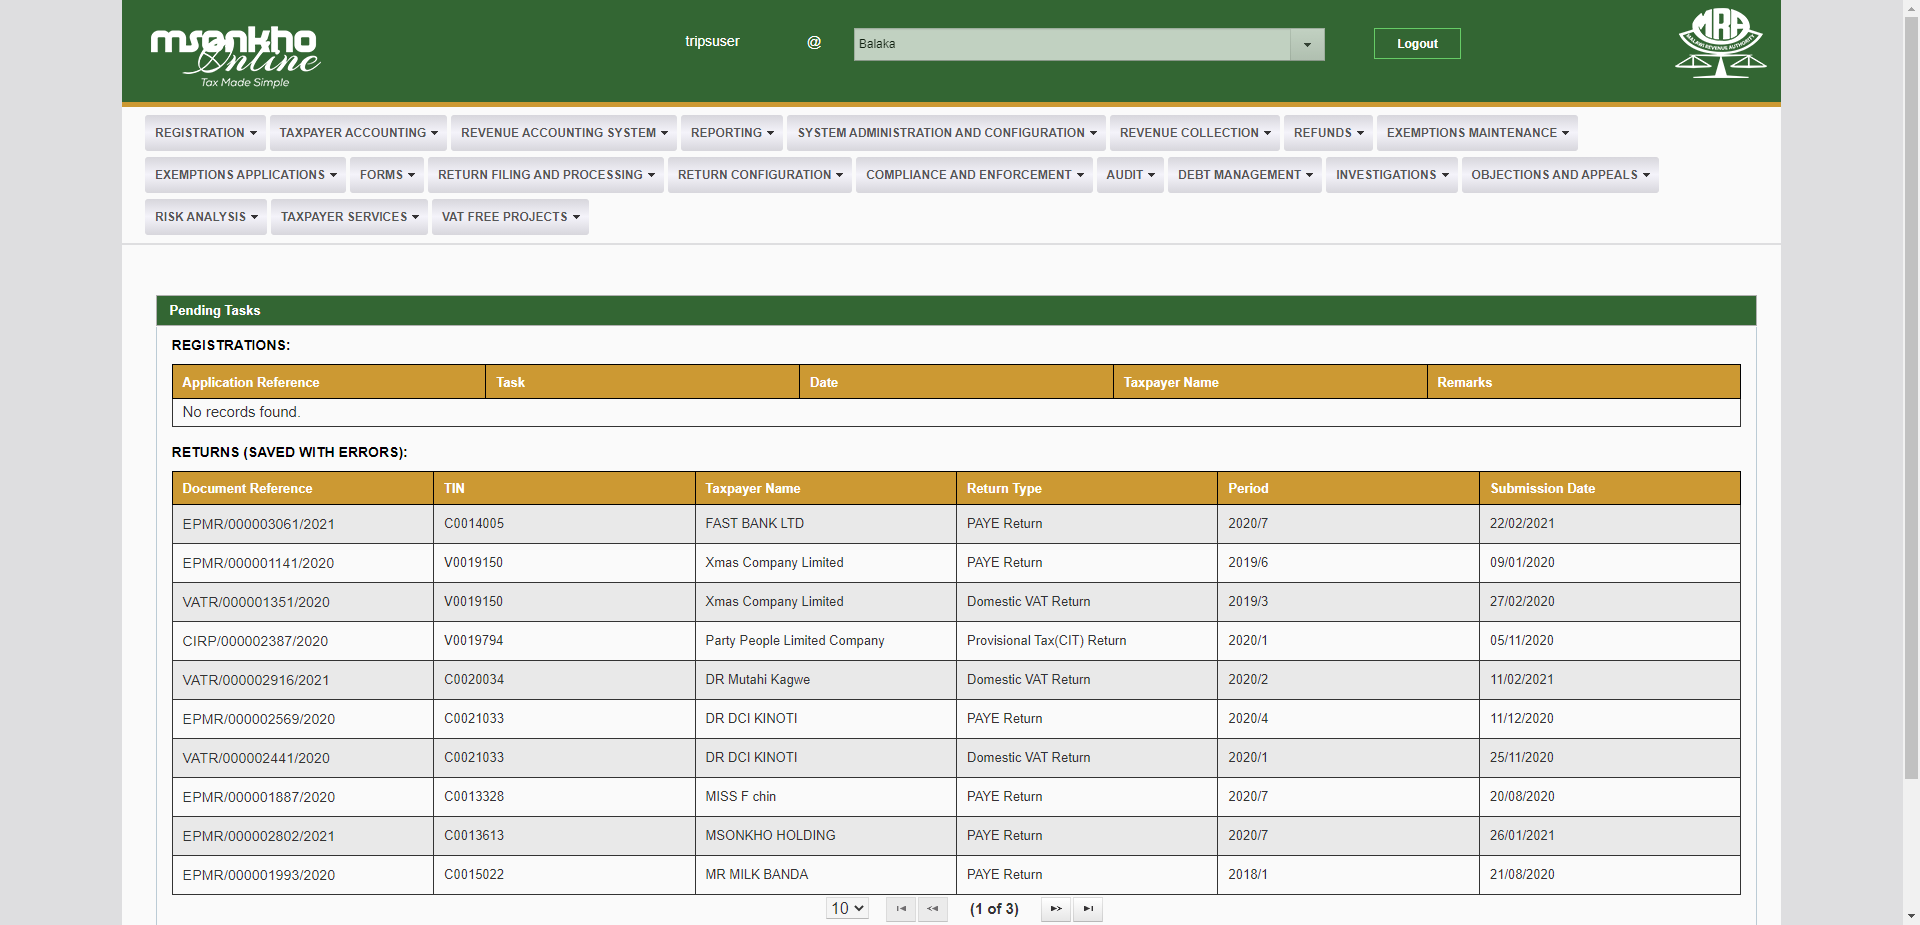 msonkho
Online
Tax Made Simple
tripsuser @ Balaka Logout
MRA
MALAWI REVENUE AUTHORITY
REGISTRATION TAXPAYER ACCOUNTING REVENUE ACCOUNTING SYSTEM REPORTING SYSTEM ADMINISTRATION AND CONFIGURATION REVENUE COLLECTION REFUNDS EXEMPTIONS MAINTENANCE
EXEMPTIONS APPLICATIONS FORMS RETURN FILING AND PROCESSING RETURN CONFIGURATION COMPLIANCE AND ENFORCEMENT AUDIT DEBT MANAGEMENT INVESTIGATIONS OBJECTIONS AND APPEALS
RISK ANALYSIS TAXPAYER SERVICES VAT FREE PROJECTS
Pending Tasks
REGISTRATIONS:
Application Reference Task Date Taxpayer Name Remarks
No records found.
RETURNS (SAVED WITH ERRORS):
Document Reference TIN Taxpayer Name Return Type Period Submission Date
EPMR/000003061/2021 C0014005 FAST BANK LTD PAYE Return 2020/7 22/02/2021
EPMR/000001141/2020 V0019150 Xmas Company Limited PAYE Return 2019/6 09/01/2020
VATR/000001351/2020 V0019150 Xmas Company Limited Domestic VAT Return 2019/3 27/02/2020
CIRP/000002387/2020 V0019794 Party People Limited Company Provisional Tax(CIT) Return 2020/1 05/11/2020
VATR/000002916/2021 C0020034 DR Mutahi Kagwe Domestic VAT Return 2020/2 11/02/2021
EPMR/000002569/2020 C0021033 DR DCI KINOTI PAYE Return 2020/4 11/12/2020
VATR/000002441/2020 C0021033 DR DCI KINOTI Domestic VAT Return 2020/1 25/11/2020
EPMR/000001887/2020 C0013328 MISS F chin PAYE Return 2020/7 20/08/2020
EPMR/000002802/2021 C0013613 MSONKHO HOLDING PAYE Return 2020/7 26/01/2021
EPMR/000001993/2020 C0015022 MR MILK BANDA PAYE Return 2018/1 21/08/2020
10 (1 of 3)